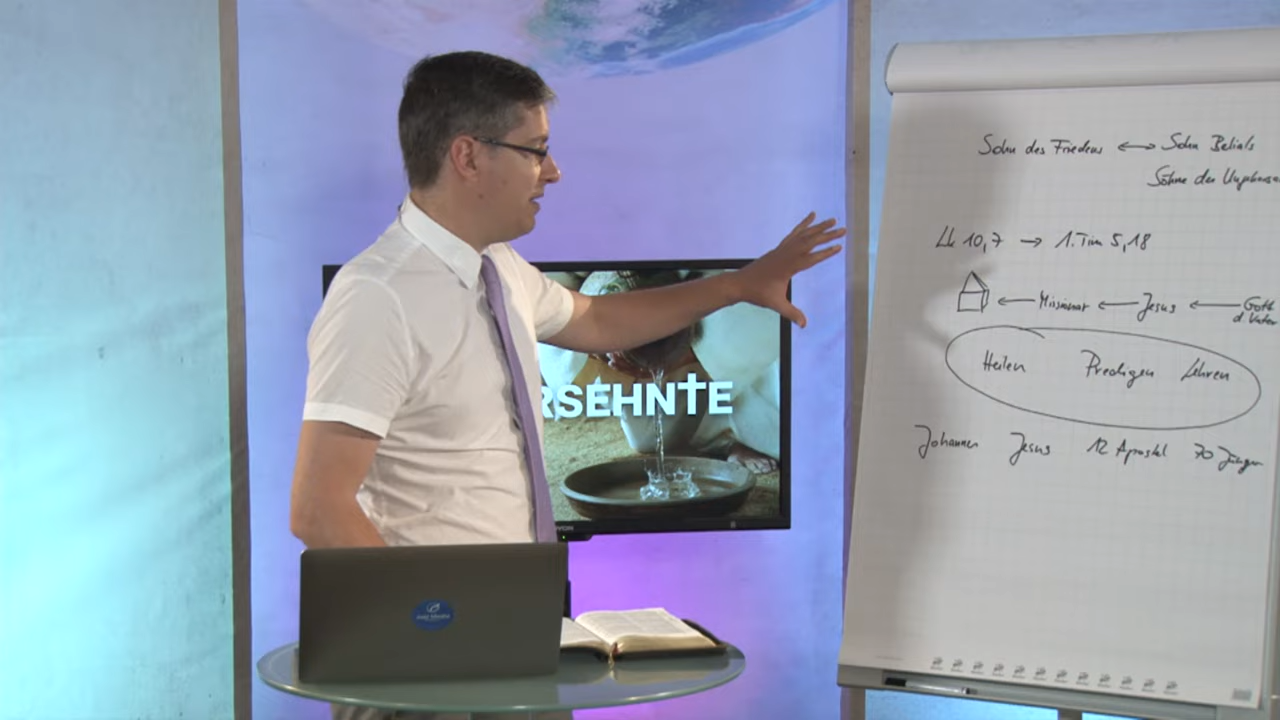 Sohn des Friedens ↔ Sohn Belials
Söhne des
Lk 10,7 → 1. Tim 5,18
← Missionar ← Jesus ← Gott
d. Vater
Heilen Predigen Lehren
Johannes Jesus 12 Apostel 70 Jünger
RSEHNTE